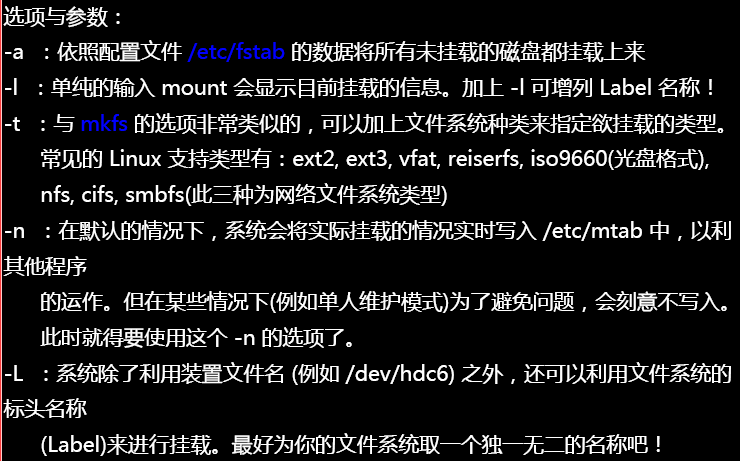 选项与参数：
-a ：依照配置文件 /etc/fstab 的数据将所有未挂载的磁盘都挂载上来
-l ：单纯的输入 mount 会显示目前挂载的信息。加上 -l 可增列 Label 名称！
-t ：与 mkfs 的选项非常类似的，可以加上文件系统种类来指定欲挂载的类型。
常见的 Linux 支持类型有：ext2, ext3, vfat, reiserfs, iso9660(光盘格式),
nfs, cifs, smbfs(此三种为网络文件系统类型)
-n ：在默认的情况下，系统会将实际挂载的情况实时写入 /etc/mtab 中，以利
其他程序
的运作。但在某些情况下(例如单人维护模式)为了避免问题，会刻意不写入。
此时就得要使用这个 -n 的选项了。
-L ：系统除了利用装置文件名 (例如 /dev/hdc6) 之外，还可以利用文件系统的
标头名称
(Label)来进行挂载。最好为你的文件系统取一个独一无二的名称吧！